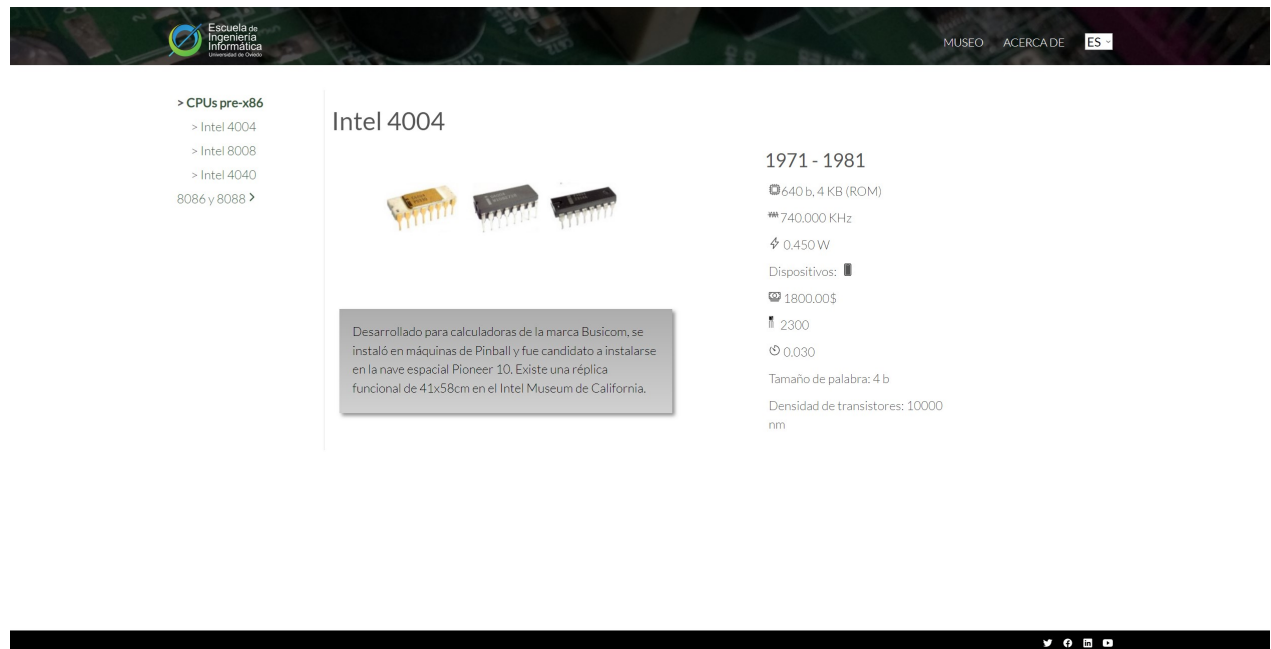 Escuela de
Ingeniería
Informática
Universidad de Oviedo
MUSEO ACERCA DE ES
> CPUs pre-x86
> Intel 4004
> Intel 8008
> Intel 4040
8086 y 8088 >
Intel 4004
1971 - 1981
640 b, 4 KB (ROM)
740.000 KHz
0.450 W
Dispositivos:
1800.00$
2300
0.030
Tamaño de palabra: 4 b
Densidad de transistores: 10000
nm
Desarrollado para calculadoras de la marca Busicom, se
instaló en máquinas de Pinball y fue candidato a instalarse
en la nave espacial Pioneer 10. Existe una réplica
funcional de 41x58cm en el Intel Museum de California.